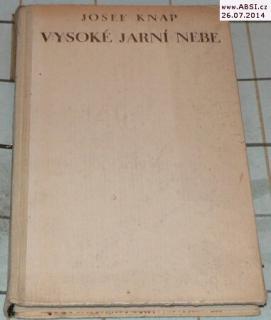 www.ABSI.cz
26.07.2014
JOSEF KNAP
VYSOKÉ JARNÍ NEBE